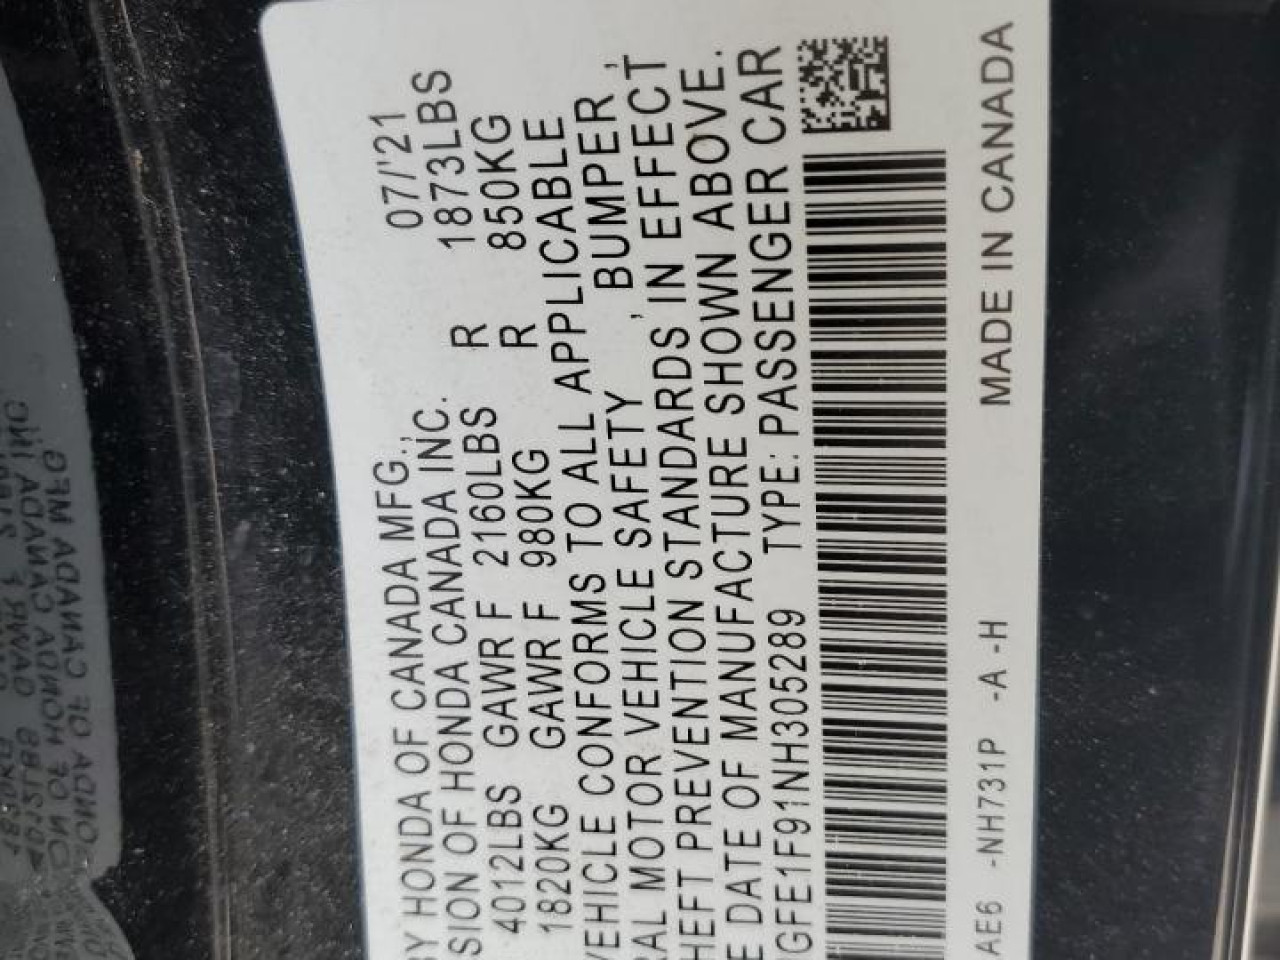 BY HONDA OF CANADA MFG., 07/'21
SION OF HONDA CANADA INC.
4012LBS GAWR F 2160LBS R 1873LBS
1820KG GAWR F 980KG R 850KG
VEHICLE CONFORMS TO ALL APPLICABLE
RAL MOTOR VEHICLE SAFETY , BUMPER ,
HEFT PREVENTION STANDARDS IN EFFECT
E DATE OF MANUFACTURE SHOWN ABOVE.
GFE1F91NH305289 TYPE: PASSENGER CAR
AE6 -NH731P -A -H MADE IN CANADA